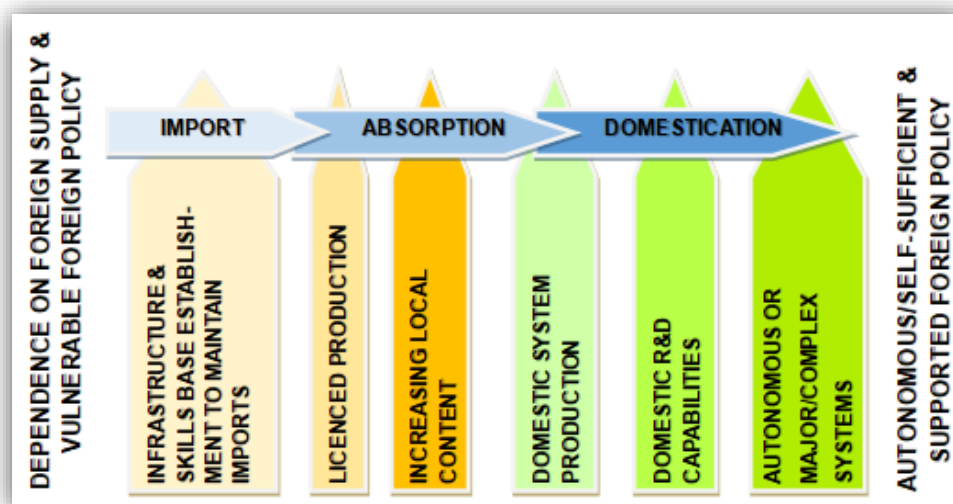 DEPENDENCE ON FOREIGN SUPPLY &
VULNERABLE FOREIGN POLICY
IMPORT
ABSORPTION
DOMESTICATION
INFRASTRUCTURE &
SKILLS BASE ESTABLISH-
MENT TO MAINTAIN
IMPORTS
LICENCED PRODUCTION
INCREASING LOCAL
CONTENT
DOMESTIC SYSTEM
PRODUCTION
DOMESTIC R&D
CAPABILITIES
AUTONOMOUS OR
MAJOR/COMPLEX
SYSTEMS
AUTONOMOUS/SELF-SUFFICIENT &
SUPPORTED FOREIGN POLICY